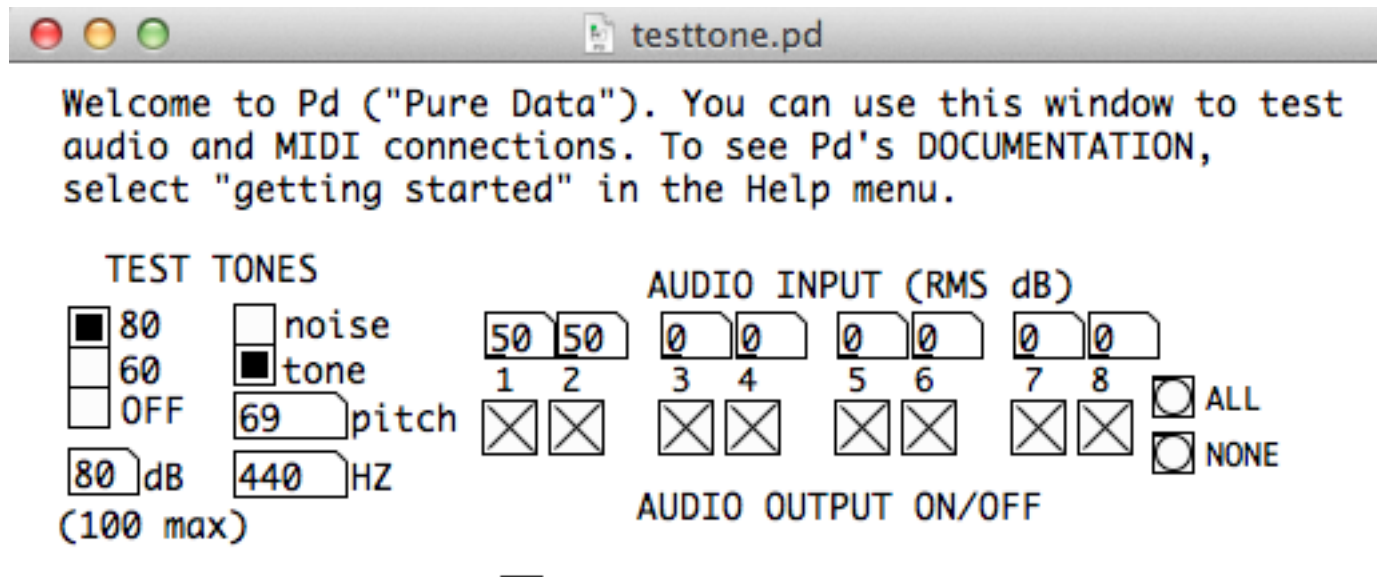 testtone.pd
Welcome to Pd ("Pure Data"). You can use this window to test
audio and MIDI connections. To see Pd's DOCUMENTATION,
select "getting started" in the Help menu.
TEST TONES
80
60
OFF
80 dB
(100 max)
noise
tone
69 pitch
440 HZ
AUDIO INPUT (RMS dB)
50 50 0 0 0 0 0 0
1 2 3 4 5 6 7 8
ALL
NONE
AUDIO OUTPUT ON/OFF